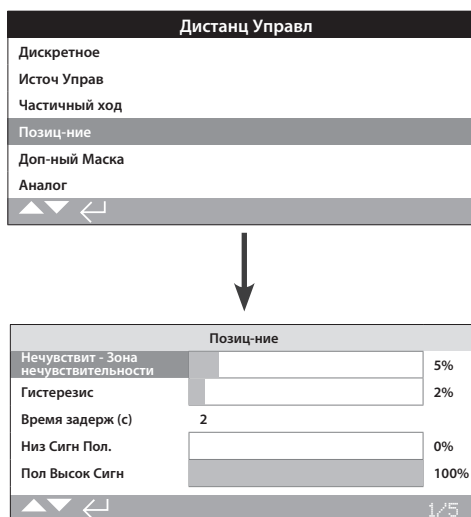 Дистанц Управл
Дискретное
Источ Управ
Частичный ход
Позиц-ние
Доп-ный Маска
Аналог
Позиц-ние
Нечувствит - Зона
нечувствительности 5%
Гистерезис 2%
Время задерж (с) 2
Низ Сигн Пол. 0%
Пол Высок Сигн 100%
1/5